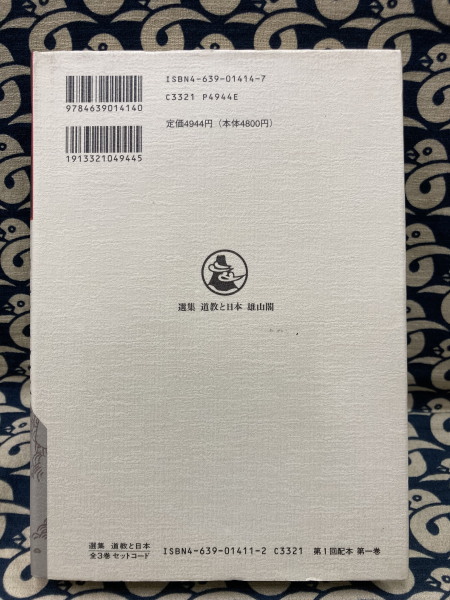 ISBN4-639-01414-7
C3321 P4944E
9784639014140
定価4944円（本体4800円）
1913321049445
選集 道教と日本 雄山閣
選集 道教と日本
全3巻 セットコード
ISBN4-639-01411-2 C3321 第1回配本 第一巻